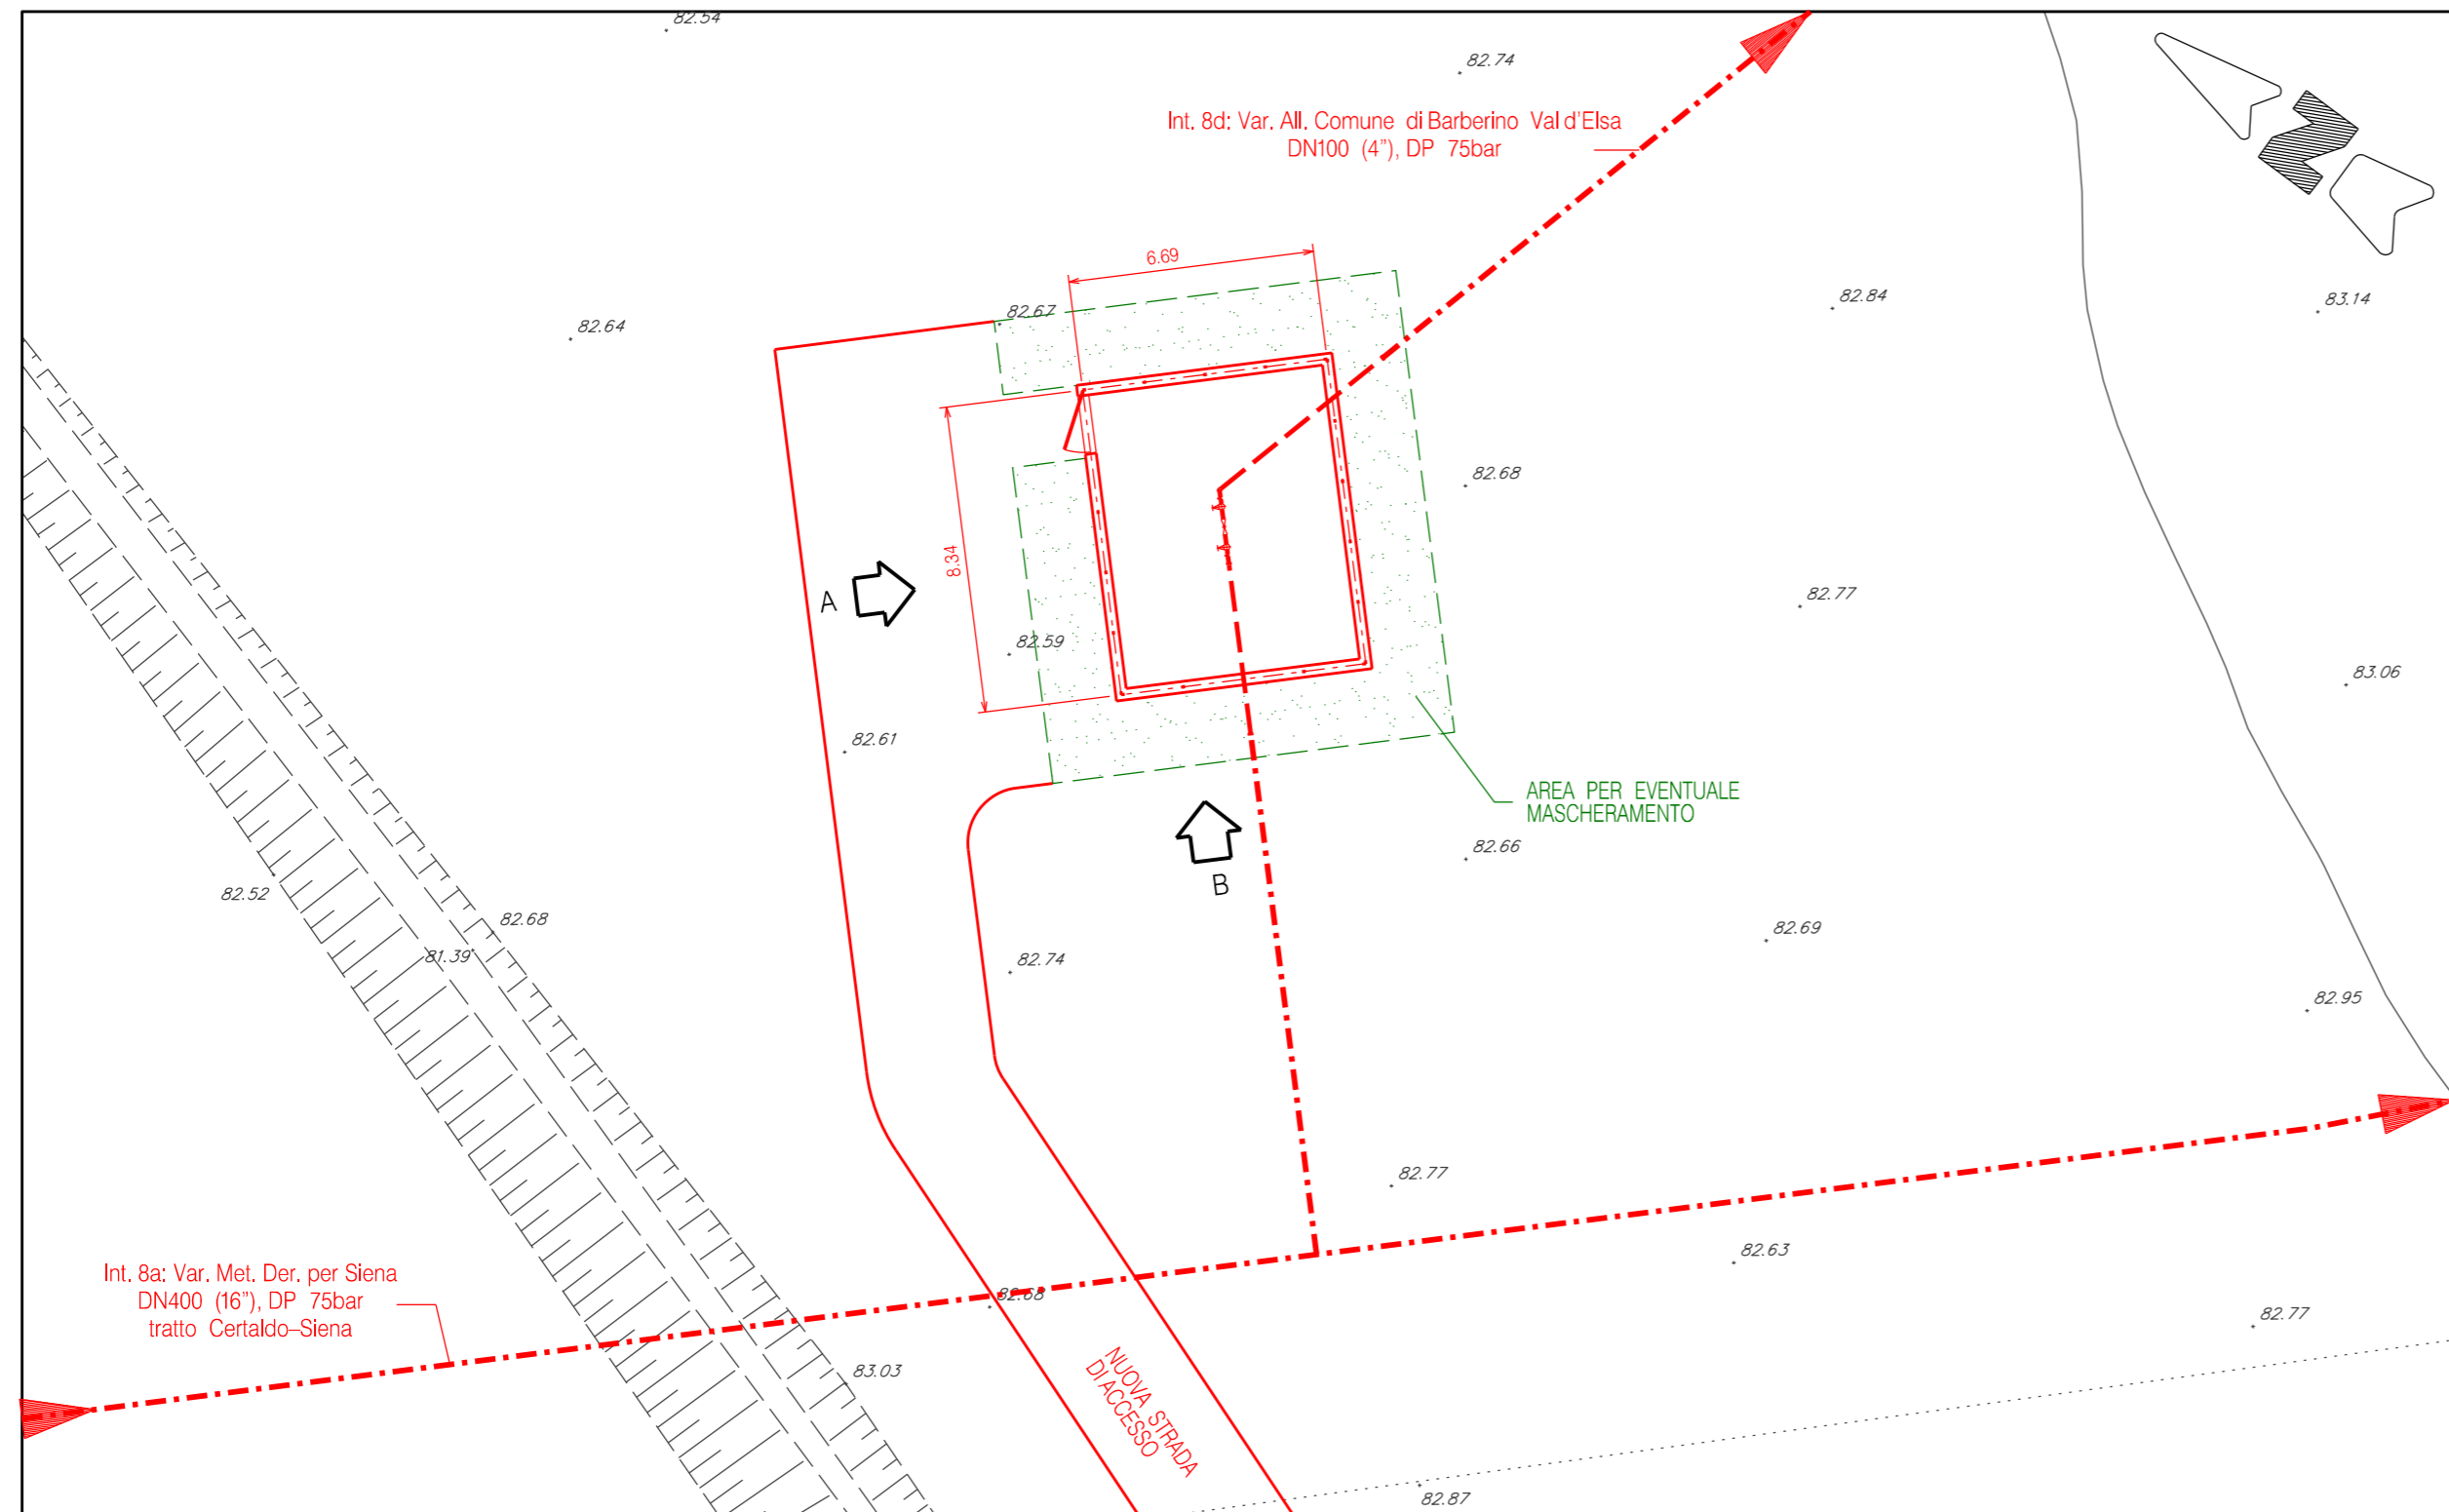 82.54
82.74
Int. 8d: Var. All. Comune di Barberino Val d'Elsa
DN100 (4"), DP 75bar
6.69
82.67
82.64
82.84
83.14
82.68
8.34
A
82.77
82.59
83.06
82.61
AREA PER EVENTUALE
MASCHERAMENTO
82.66
B
82.52
82.68
81.39
82.74
82.69
82.95
82.77
82.63
Int. 8a: Var. Met. Der. per Siena
DN400 (16"), DP 75bar
tratto Certaldo–Siena
82.68
82.77
83.03
NUOVA STRADA
DI ACCESSO
82.87
N